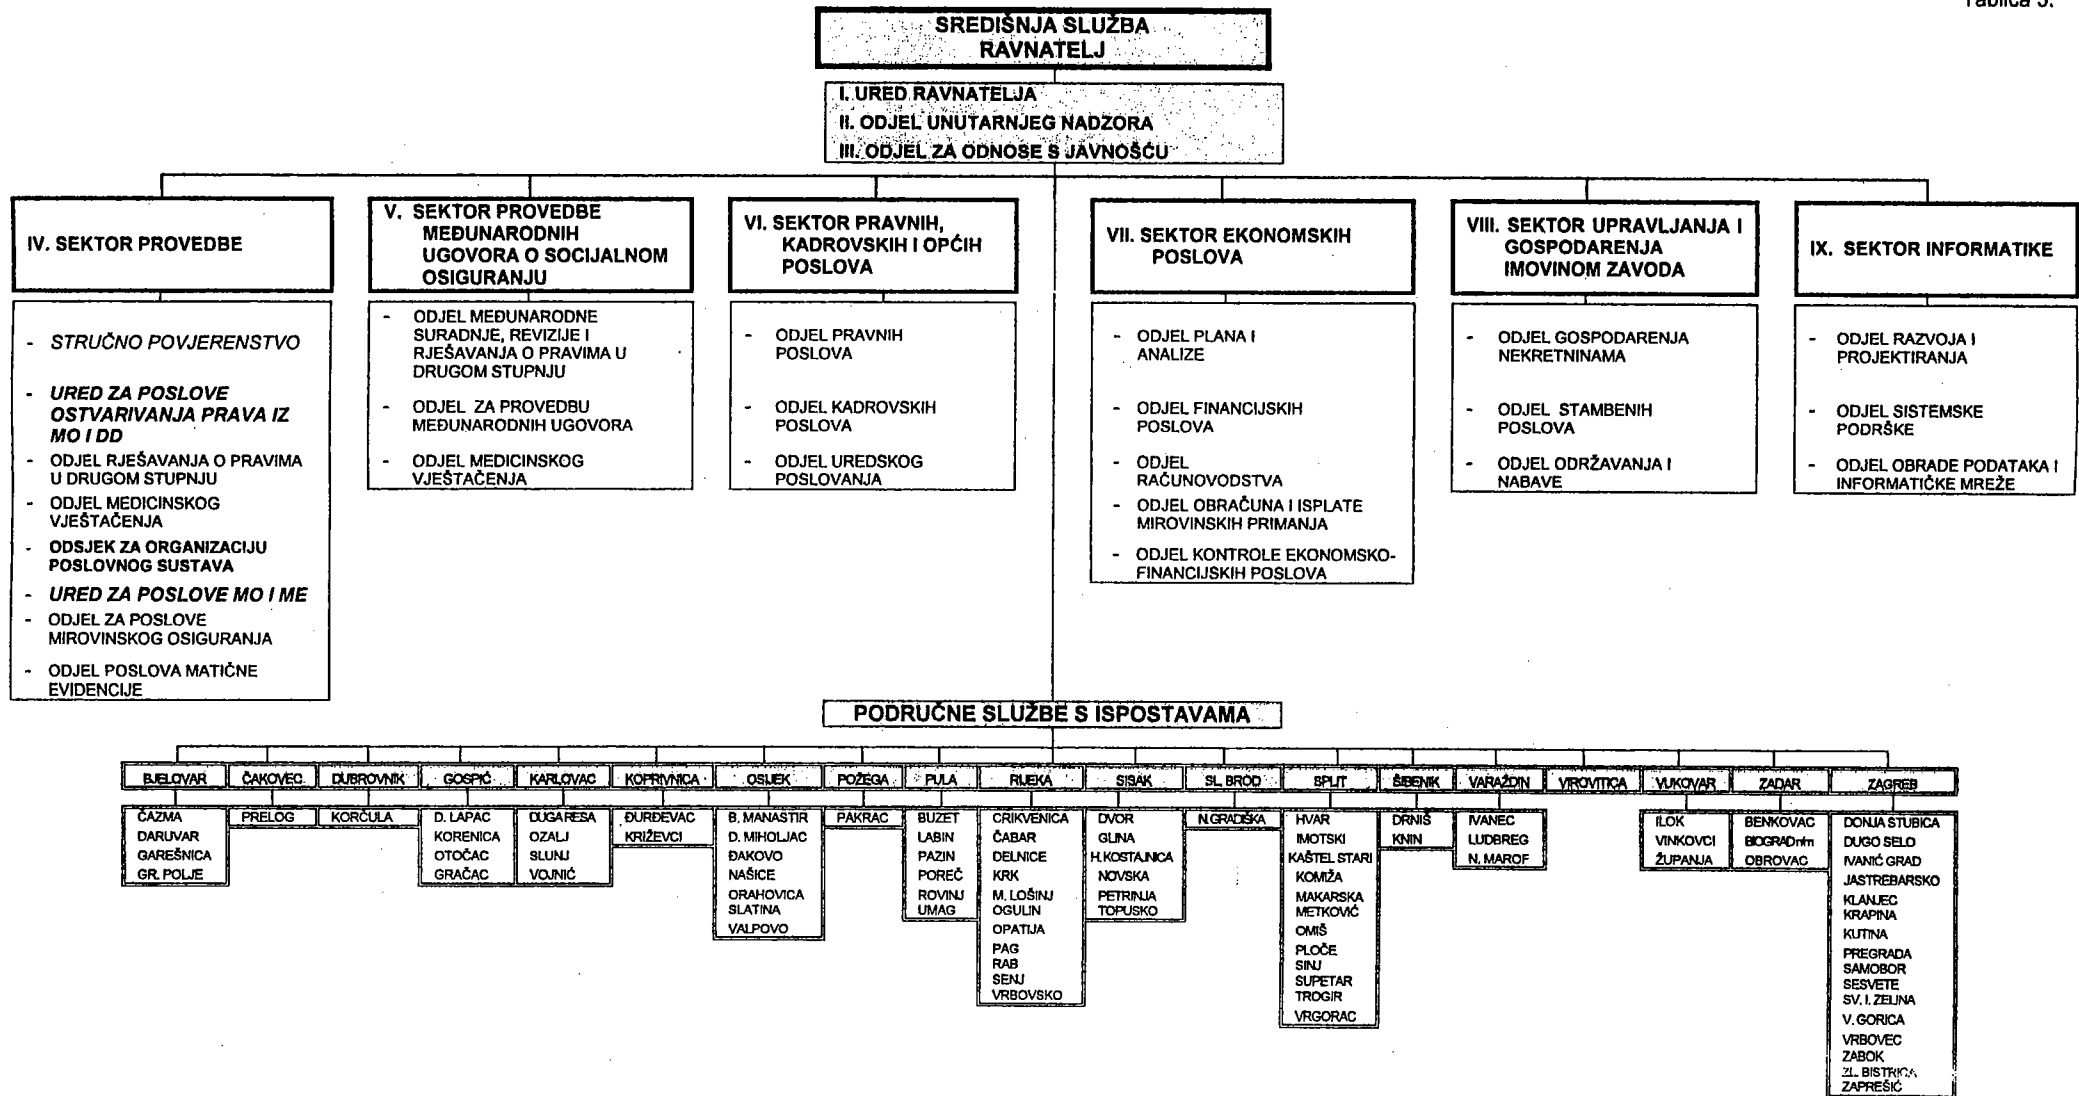 Tablica 5.
SREDIŠNJA SLUŽBA
RAVNATELJ
I. URED RAVNATELJA
II. ODJEL UNUTARNJEG NADZORA
III. ODJEL ZA ODNOSE S JAVNOŠĆU
IV. SEKTOR PROVEDBE
- STRUČNO POVJERENSTVO
- URED ZA POSLOVE
OSTVARIVANJA PRAVA IZ
MO I DD
- ODJEL RJEŠAVANJA O PRAVIMA
U DRUGOM STUPNJU
- ODJEL MEDICINSKOG
VJEŠTAČENJA
- ODSJEK ZA ORGANIZACIJU
POSLOVNOG SUSTAVA
- URED ZA POSLOVE MO I ME
- ODJEL ZA POSLOVE
MIROVINSKOG OSIGURANJA
- ODJEL POSLOVA MATIČNE
EVIDENCIJE
V. SEKTOR PROVEDBE
MEĐUNARODNIH
UGOVORA O SOCIJALNOM
OSIGURANJU
- ODJEL MEĐUNARODNE
SURADNJE, REVIZIJE I
RJEŠAVANJA O PRAVIMA U
DRUGOM STUPNJU
- ODJEL ZA PROVEDBU
MEĐUNARODNIH UGOVORA
- ODJEL MEDICINSKOG
VJEŠTAČENJA
VI. SEKTOR PRAVNIH,
KADROVSKIH I OPĆIH
POSLOVA
- ODJEL PRAVNIH
POSLOVA
- ODJEL KADROVSKIH
POSLOVA
- ODJEL UREDSKOG
POSLOVANJA
VII. SEKTOR EKONOMSKIH
POSLOVA
- ODJEL PLANA I
ANALIZE
- ODJEL FINANCIJSKIH
POSLOVA
- ODJEL
RAČUNOVODSTVA
- ODJEL OBRAČUNA I ISPLATE
MIROVINSKIH PRIMANJA
- ODJEL KONTROLE EKONOMSKO-
FINANCIJSKIH POSLOVA
VIII. SEKTOR UPRAVLJANJA I
GOSPODARENJA
IMOVINOM ZAVODA
- ODJEL GOSPODARENJA
NEKRETNINAMA
- ODJEL STAMBENIH
POSLOVA
- ODJEL ODRŽAVANJA I
NABAVE
IX. SEKTOR INFORMATIKE
- ODJEL RAZVOJA I
PROJEKTIRANJA
- ODJEL SISTEMSKE
PODRŠKE
- ODJEL OBRADE PODATAKA I
INFORMATIČKE MREŽE
PODRUČNE SLUŽBE S ISPOSTAVAMA
BJELOVAR
ČAZMA
DARUVAR
GAREŠNICA
GR. POLJE
ČAKOVEC
PRELOG
DUBROVNIK
KORČULA
GOSPIĆ
D. LAPAC
KORENICA
OTOČAC
GRAČAC
KARLOVAC
DUGA RESA
OZALJ
SLUNJ
VOJNIĆ
KOPRIVNICA
ĐURĐEVAC
KRIŽEVCI
OSIJEK
B. MANASTIR
D. MIHOLJAC
ĐAKOVO
NAŠICE
ORAHOVICA
SLATINA
VALPOVO
POŽEGA
PAKRAC
PULA
BUZET
LABIN
PAZIN
POREČ
ROVINJ
UMAG
RIJEKA
CRIKVENICA
ČABAR
DELNICE
KRK
M. LOŠINJ
OGULIN
OPATIJA
PAG
RAB
SENJ
VRBOVSKO
SISAK
DVOR
GLINA
H.KOSTAJNICA
NOVSKA
PETRINJA
TOPUSKO
SL. BROD
N.GRADIŠKA
SPLIT
HVAR
IMOTSKI
KAŠTEL STARI
KOMIŽA
MAKARSKA
METKOVIĆ
OMIŠ
PLOČE
SINJ
SUPETAR
TROGIR
VRGORAC
ŠIBENIK
DRNIŠ
KNIN
VARAŽDIN
IVANEC
LUDBREG
N. MAROF
VIROVITICA
VUKOVAR
ILOK
VINKOVCI
ŽUPANJA
ZADAR
BENKOVAC
BIOGRAD n/m
OBROVAC
ZAGREB
DONJA STUBICA
DUGO SELO
IVANIĆ GRAD
JASTREBARSKO
KLANJEC
KRAPINA
KUTINA
PREGRADA
SAMOBOR
SESVETE
SV. I. ZELINA
V. GORICA
VRBOVEC
ZABOK
ZL. BISTRICA
ZAPREŠIĆ